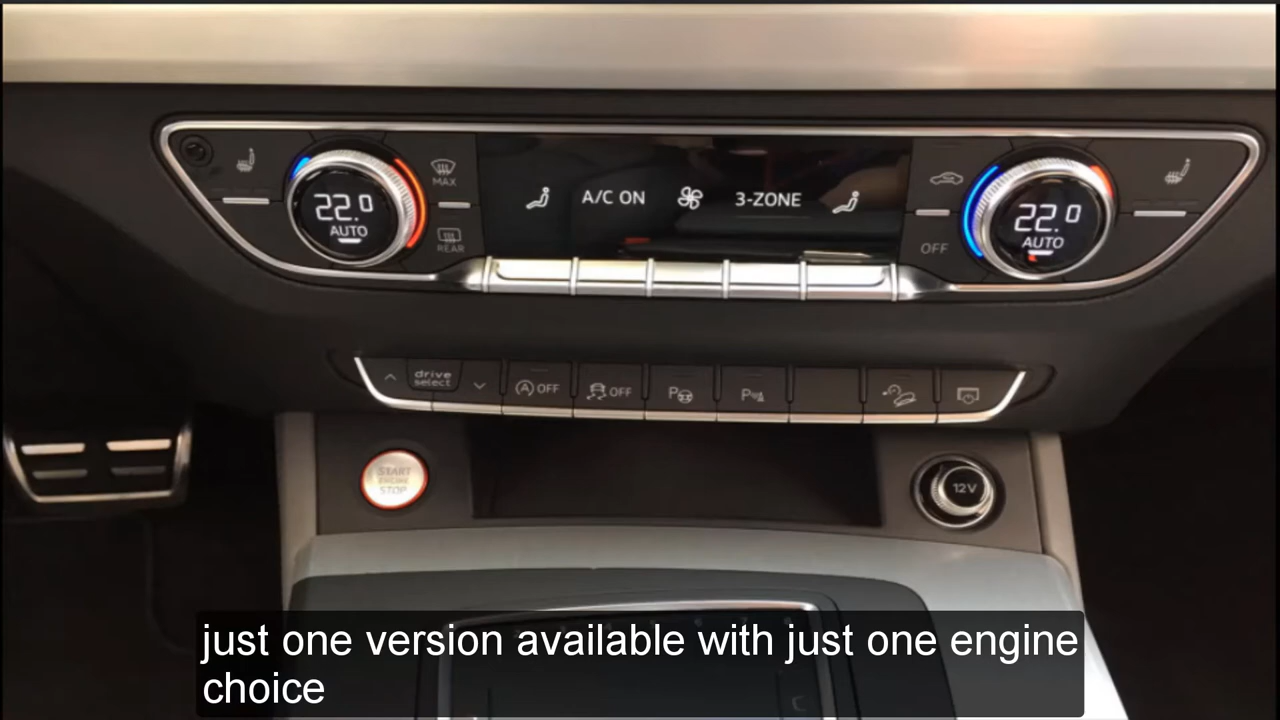 MAX
22.0
AUTO
REAR
A/C ON
3-ZONE
22.0
AUTO
OFF
drive
select
A OFF
OFF
P
P
START
ENGINE
STOP
12V
just one version available with just one engine
choice